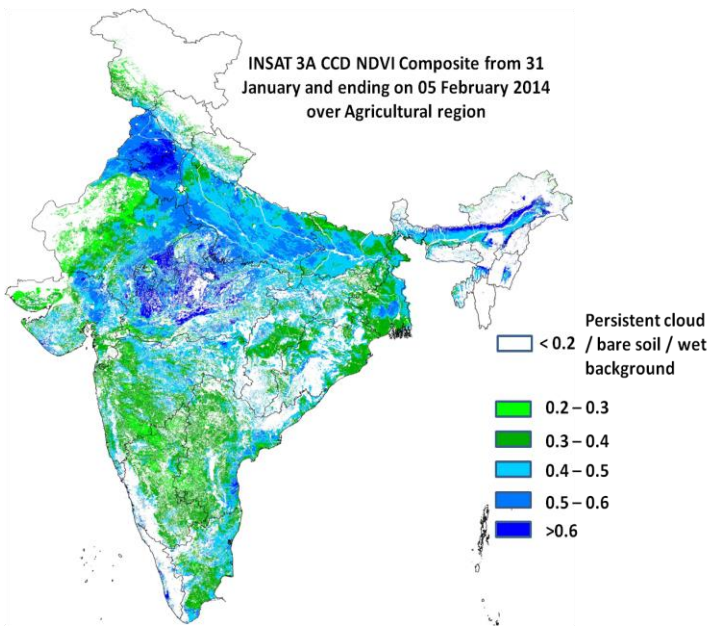 INSAT 3A CCD NDVI Composite from 31
January and ending on 05 February 2014
over Agricultural region
< 0.2
Persistent cloud
/ bare soil / wet
background
0.2 – 0.3
0.3 – 0.4
0.4 – 0.5
0.5 – 0.6
>0.6